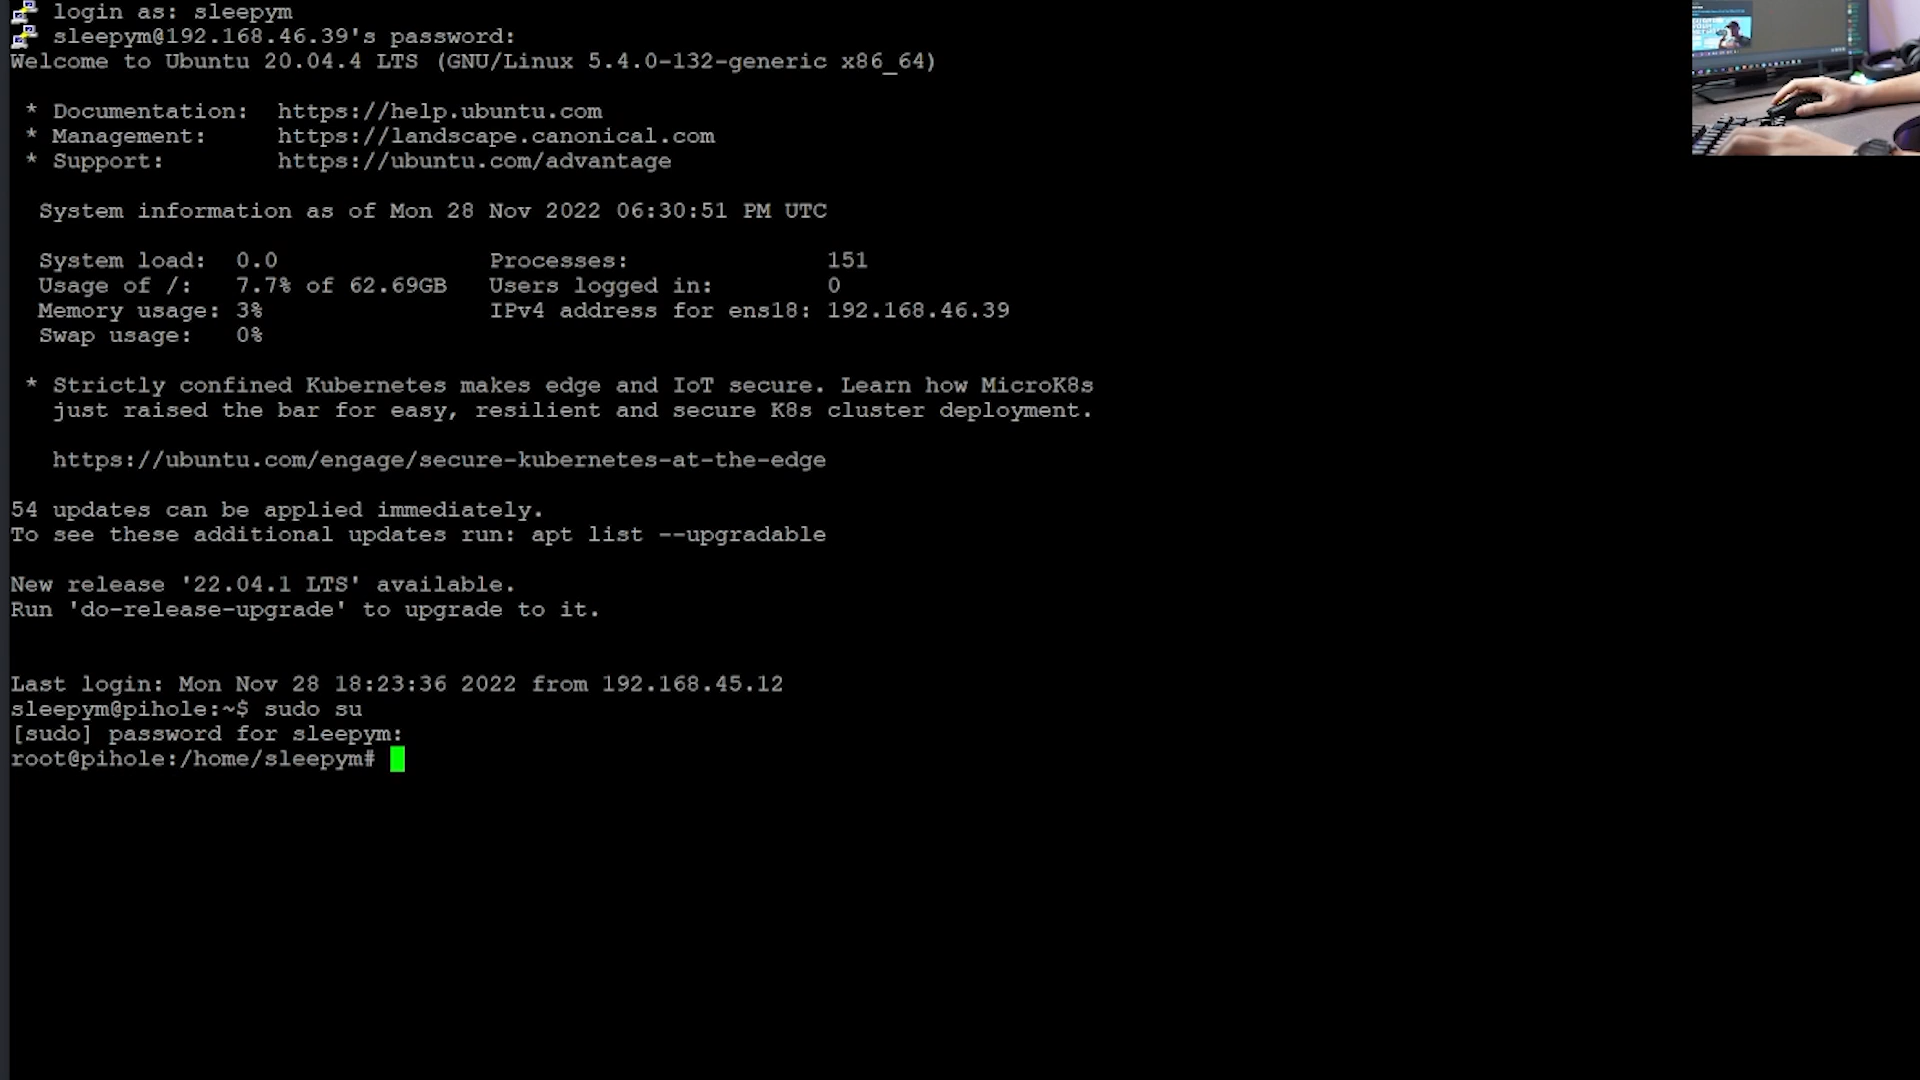 login as: sleepym
sleepym@192.168.46.39's password:
Welcome to Ubuntu 20.04.4 LTS (GNU/Linux 5.4.0-132-generic x86_64)
* Documentation: https://help.ubuntu.com
* Management: https://landscape.canonical.com
* Support: https://ubuntu.com/advantage
System information as of Mon 28 Nov 2022 06:30:51 PM UTC
System load: 0.0 Processes: 151
Usage of /: 7.7% of 62.69GB Users logged in: 0
Memory usage: 3% IPv4 address for ens18: 192.168.46.39
Swap usage: 0%
* Strictly confined Kubernetes makes edge and IoT secure. Learn how MicroK8s
just raised the bar for easy, resilient and secure K8s cluster deployment.
https://ubuntu.com/engage/secure-kubernetes-at-the-edge
54 updates can be applied immediately.
To see these additional updates run: apt list --upgradable
New release '22.04.1 LTS' available.
Run 'do-release-upgrade' to upgrade to it.
Last login: Mon Nov 28 18:23:36 2022 from 192.168.45.12
sleepym@pihole:~$ sudo su
[sudo] password for sleepym:
root@pihole:/home/sleepym#